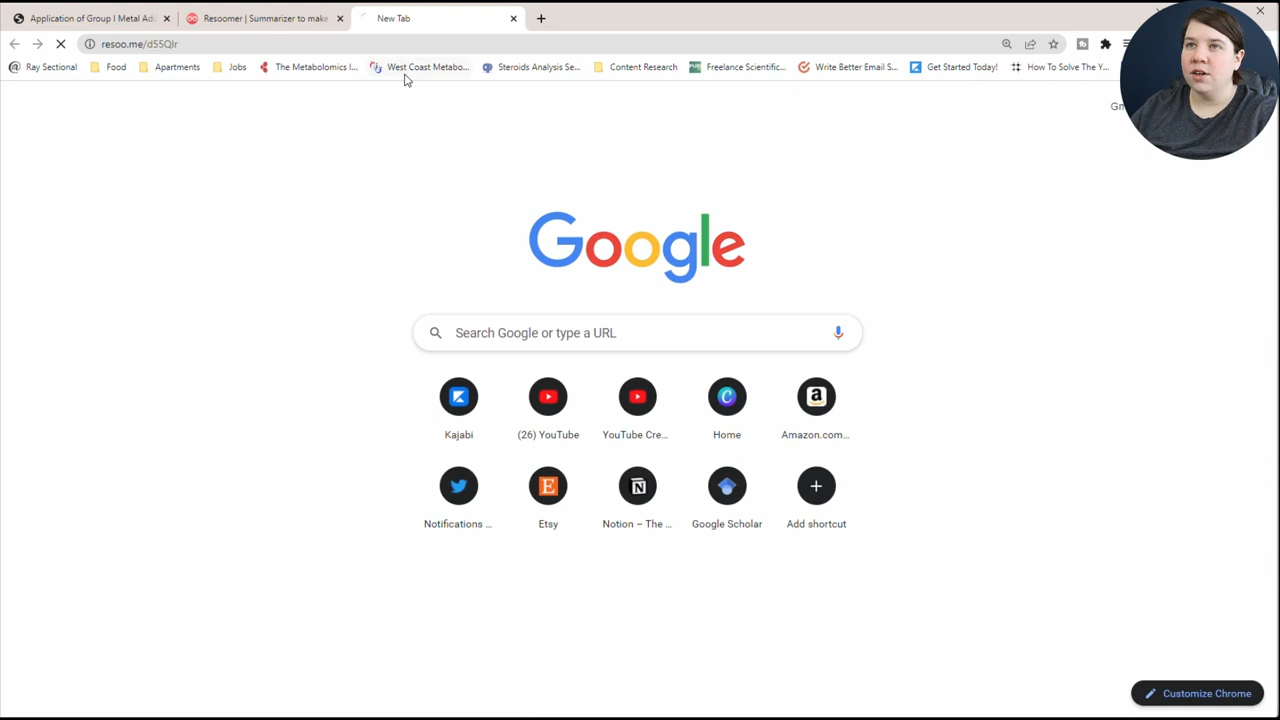 Application of Group I Metal Ad
Resoomer | Summarizer to make
New Tab
resoo.me/d55QIr
Ray Sectional
Food
Apartments
Jobs
The Metabolomics I...
West Coast Metabo...
Steroids Analysis Se...
Content Research
Freelance Scientific...
Write Better Email S...
Get Started Today!
How To Solve The Y...
Gm
Google
Search Google or type a URL
Kajabi
(26) YouTube
YouTube Cre...
Home
Amazon.com...
Notifications ...
Etsy
Notion – The ...
Google Scholar
Add shortcut
Customize Chrome